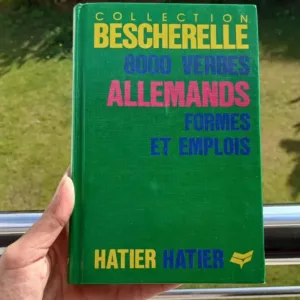 COLLECTION
BESCHERELLE
8000 VERBES
ALLEMANDS
FORMES
ET EMPLOIS
HATIER HATIER